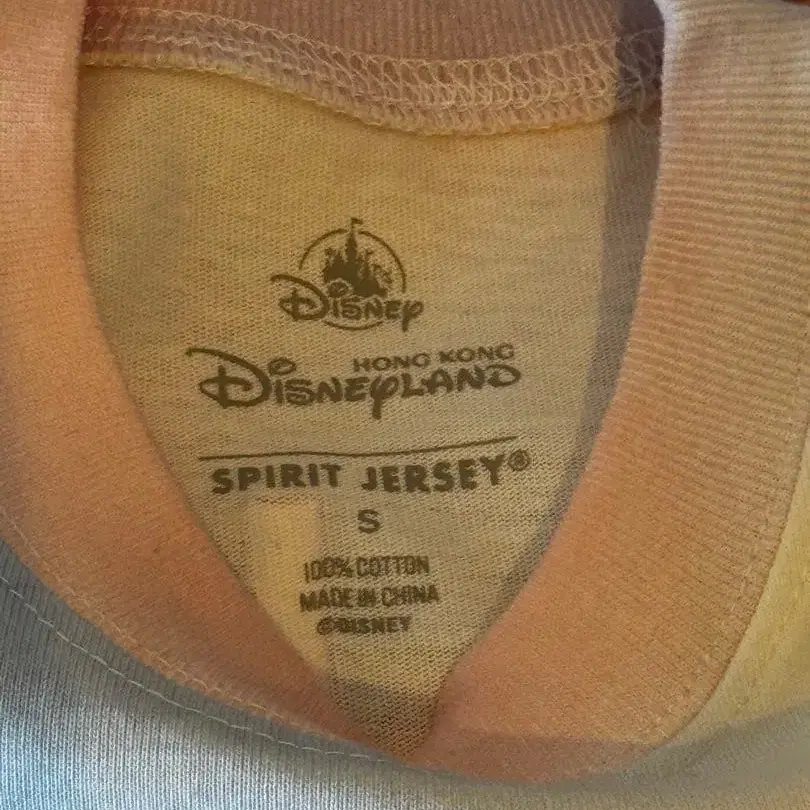 Disney
HONG KONG
DISNEYLAND
SPIRIT JERSEY®
S
100% COTTON
MADE IN CHINA
©DISNEY